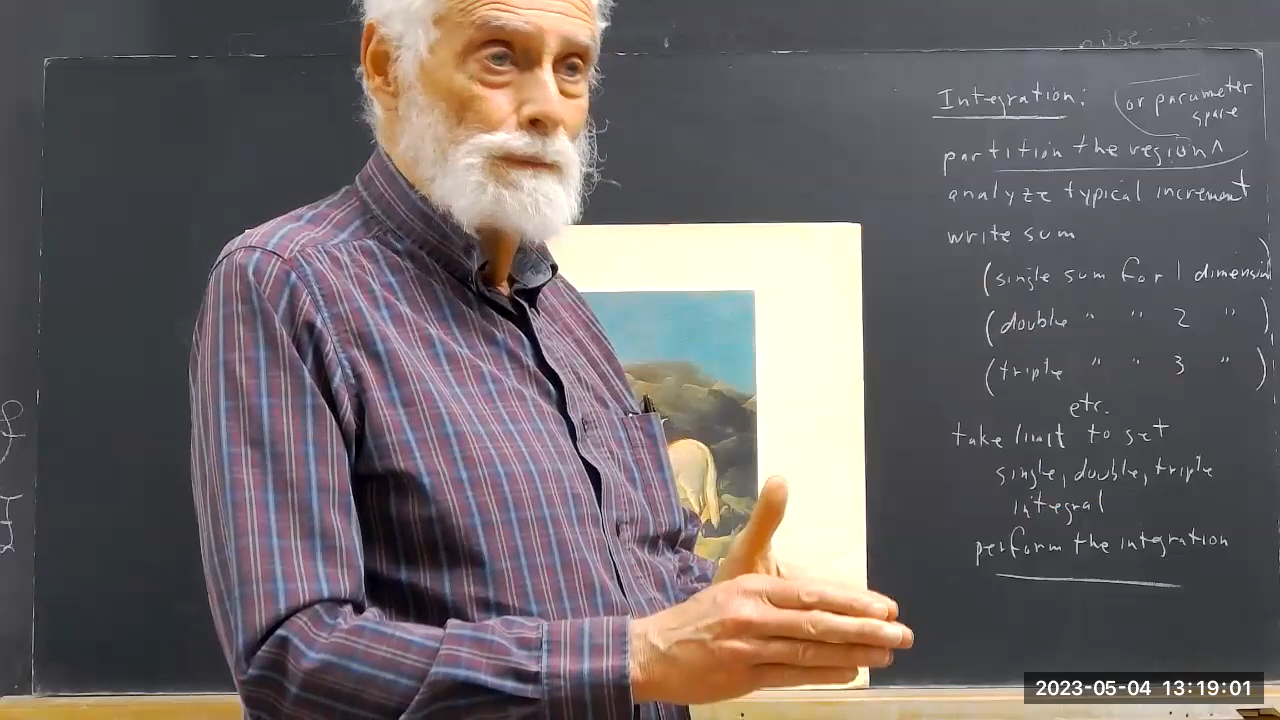 noise
Integration:
(or parameter
space
partition the region^
analyze typical increment
write sum
(single sum for 1 dimension)
(double " " 2 " )
(triple " " 3 " )
etc.
take limit to get
single, double, triple
integral
perform the integration
2023-05-04 13:19:01